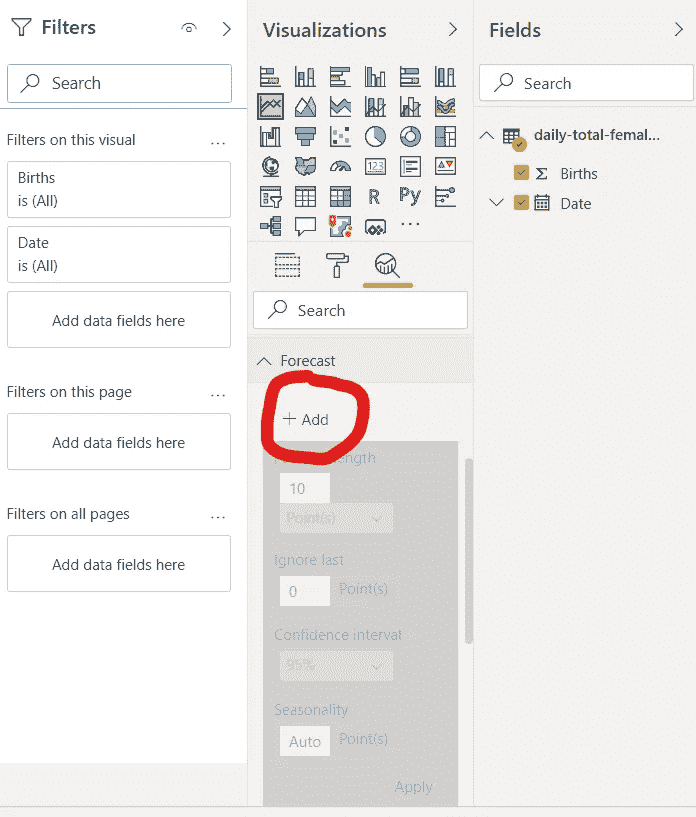 Filters
Search
Filters on this visual
...
Births
is (All)
Date
is (All)
Add data fields here
Filters on this page
...
Add data fields here
Filters on all pages
...
Add data fields here
Visualizations
123
R
Py
...
Search
Forecast
+ Add
length
10
Point(s)
Ignore last
0 Point(s)
Confidence interval
95%
Seasonality
Auto Point(s)
Apply
Fields
Search
daily-total-femal...
Σ Births
Date